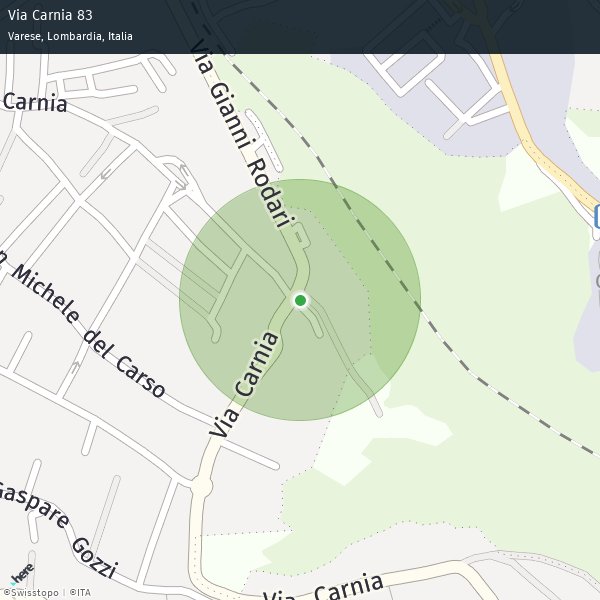 Via Carnia 83
Varese, Lombardia, Italia
Carnia
Via Gianni Rodari
Michele del Carso
Via Carnia
Gaspare Gozzi
Via Carnia
here
©Swisstopo | ©ITA